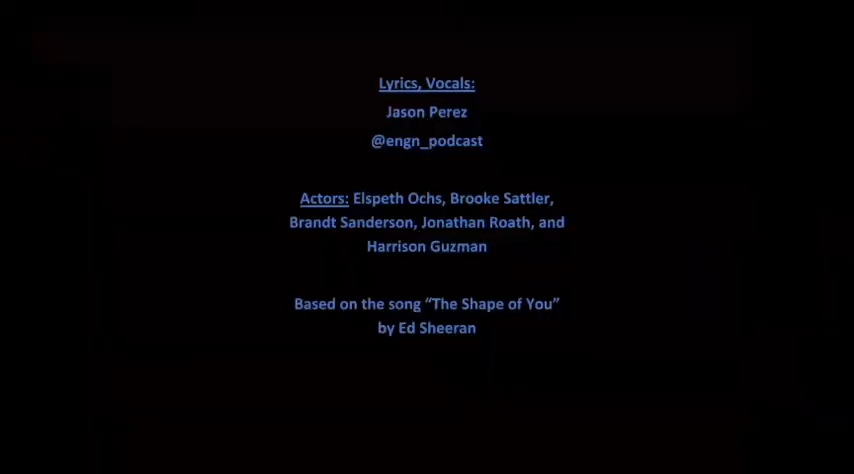 Lyrics, Vocals:
Jason Perez
@engn_podcast
Actors: Elspeth Ochs, Brooke Sattler,
Brandt Sanderson, Jonathan Roath, and
Harrison Guzman
Based on the song “The Shape of You”
by Ed Sheeran